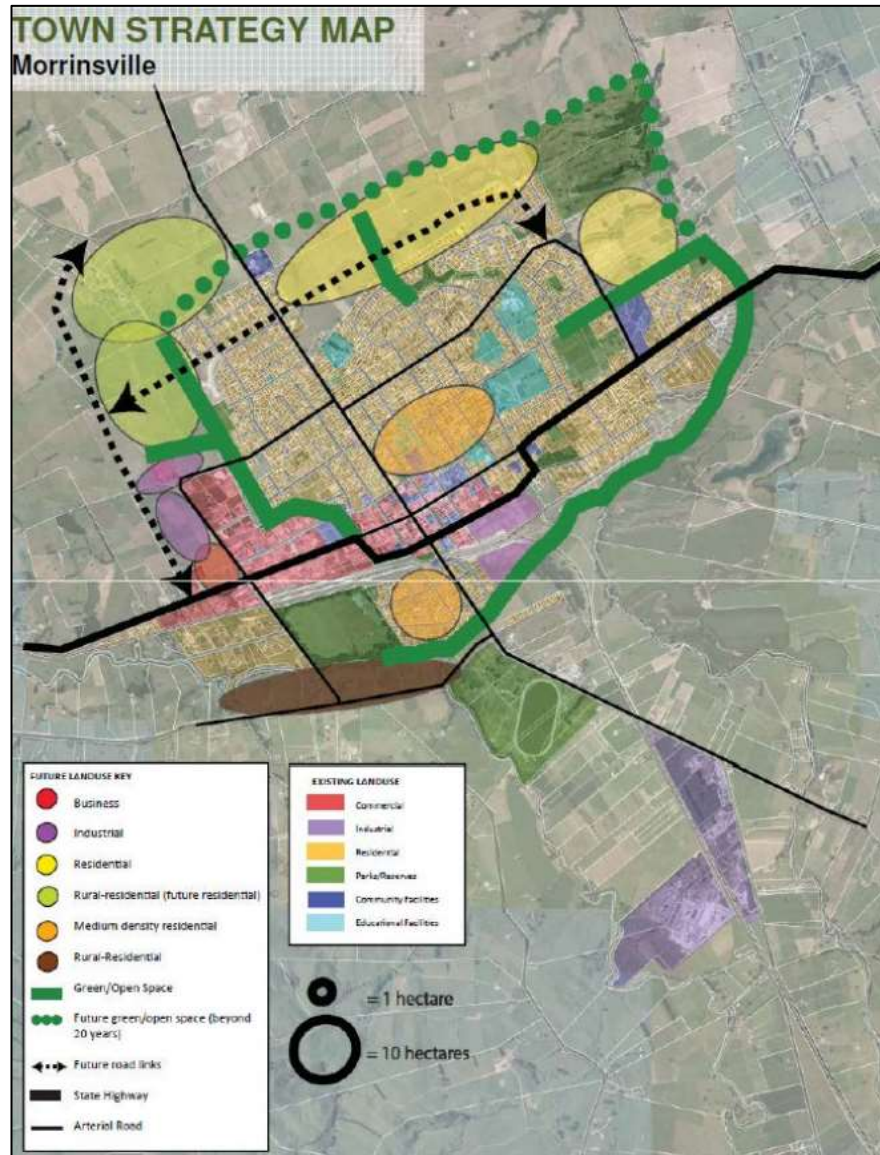 TOWN STRATEGY MAP
Morrinsville
FUTURE LANDUSE KEY
Business
Industrial
Residential
Rural-residential (future residential)
Medium density residential
Rural-Residential
Green/Open Space
Future green/open space (beyond
20 years)
Future road links
State Highway
Arterial Road
EXISTING LANDUSE
Commercial
Industrial
Residential
Parks/Reserves
Community facilities
Educational Facilities
= 1 hectare
= 10 hectares